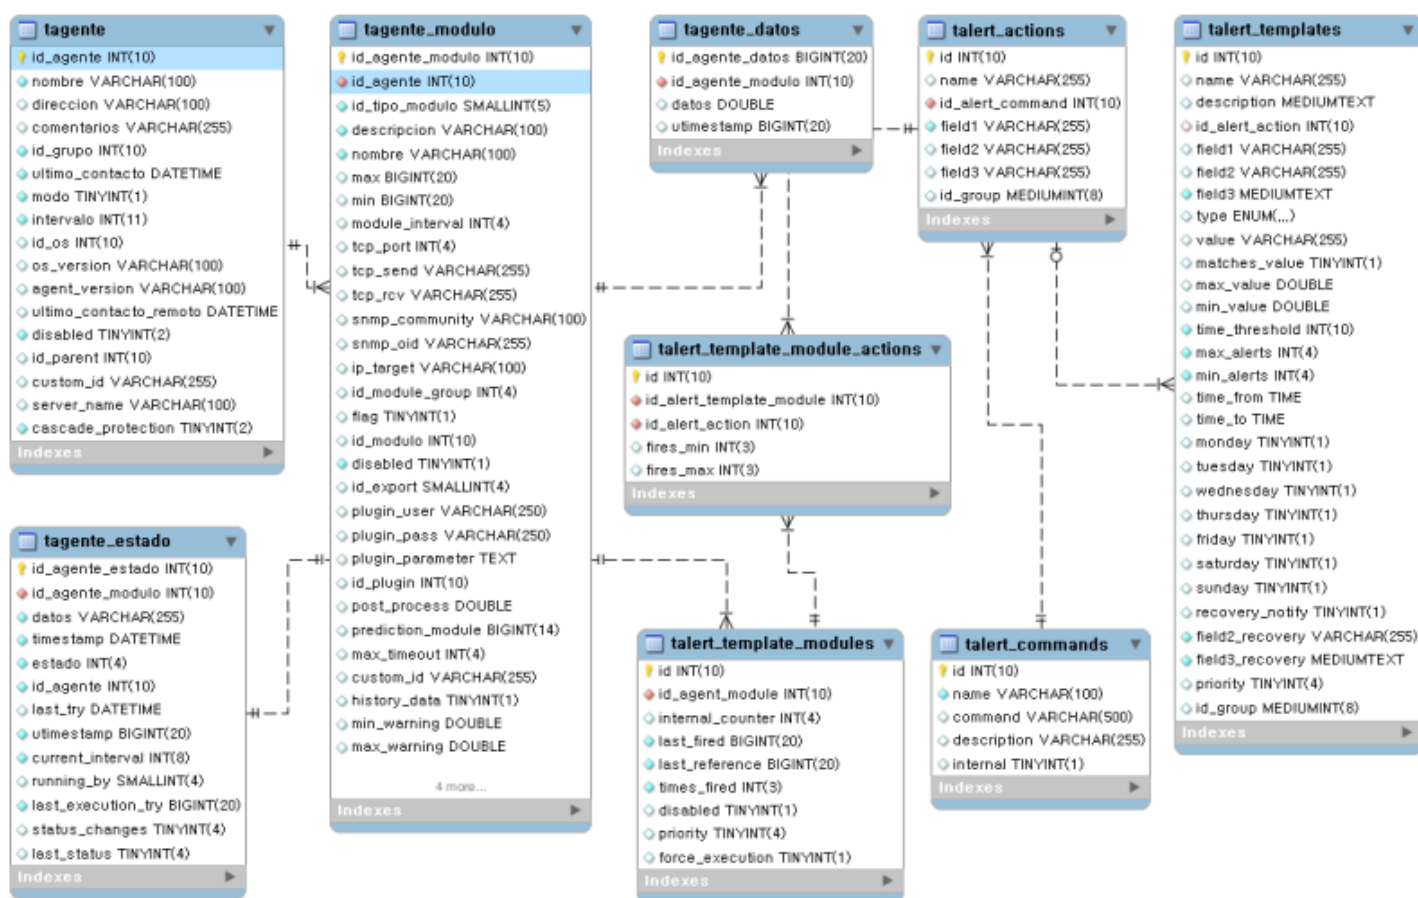 tagente
id_agente INT(10)
nombre VARCHAR(100)
direccion VARCHAR(100)
comentarios VARCHAR(255)
id_grupo INT(10)
ultimo_contacto DATETIME
modo TINYINT(1)
intervalo INT(11)
id_os INT(10)
os_version VARCHAR(100)
agent_version VARCHAR(100)
ultimo_contacto_remoto DATETIME
disabled TINYINT(2)
id_parent INT(10)
custom_id VARCHAR(255)
server_name VARCHAR(100)
cascade_protection TINYINT(2)
Indexes
tagente_estado
id_agente_estado INT(10)
id_agente_modulo INT(10)
datos VARCHAR(255)
timestamp DATETIME
estado INT(4)
id_agente INT(10)
last_try DATETIME
utimestamp BIGINT(20)
current_interval INT(8)
running_by SMALLINT(4)
last_execution_try BIGINT(20)
status_changes TINYINT(4)
last_status TINYINT(4)
Indexes
tagente_modulo
id_agente_modulo INT(10)
id_agente INT(10)
id_tipo_modulo SMALLINT(5)
descripcion VARCHAR(100)
nombre VARCHAR(100)
max BIGINT(20)
min BIGINT(20)
module_interval INT(4)
tcp_port INT(4)
tcp_send VARCHAR(255)
tcp_rcv VARCHAR(255)
snmp_community VARCHAR(100)
snmp_oid VARCHAR(255)
ip_target VARCHAR(100)
id_module_group INT(4)
flag TINYINT(1)
id_modulo INT(10)
disabled TINYINT(1)
id_export SMALLINT(4)
plugin_user VARCHAR(250)
plugin_pass VARCHAR(250)
plugin_parameter TEXT
id_plugin INT(10)
post_process DOUBLE
prediction_module BIGINT(14)
max_timeout INT(4)
custom_id VARCHAR(255)
history_data TINYINT(1)
min_warning DOUBLE
max_warning DOUBLE
4 more...
Indexes
tagente_datos
id_agente_datos BIGINT(20)
id_agente_modulo INT(10)
datos DOUBLE
utimestamp BIGINT(20)
Indexes
talert_template_module_actions
id INT(10)
id_alert_template_module INT(10)
id_alert_action INT(10)
fires_min INT(3)
fires_max INT(3)
Indexes
talert_template_modules
id INT(10)
id_agent_module INT(10)
internal_counter INT(4)
last_fired BIGINT(20)
last_reference BIGINT(20)
times_fired INT(3)
disabled TINYINT(1)
priority TINYINT(4)
force_execution TINYINT(1)
Indexes
talert_actions
id INT(10)
name VARCHAR(255)
id_alert_command INT(10)
field1 VARCHAR(255)
field2 VARCHAR(255)
field3 VARCHAR(255)
id_group MEDIUMINT(8)
Indexes
talert_commands
id INT(10)
name VARCHAR(100)
command VARCHAR(500)
description VARCHAR(255)
internal TINYINT(1)
Indexes
talert_templates
id INT(10)
name VARCHAR(255)
description MEDIUMTEXT
id_alert_action INT(10)
field1 VARCHAR(255)
field2 VARCHAR(255)
field3 MEDIUMTEXT
type ENUM(...)
value VARCHAR(255)
matches_value TINYINT(1)
max_value DOUBLE
min_value DOUBLE
time_threshold INT(10)
max_alerts INT(4)
min_alerts INT(4)
time_from TIME
time_to TIME
monday TINYINT(1)
tuesday TINYINT(1)
wednesday TINYINT(1)
thursday TINYINT(1)
friday TINYINT(1)
saturday TINYINT(1)
sunday TINYINT(1)
recovery_notify TINYINT(1)
field2_recovery VARCHAR(255)
field3_recovery MEDIUMTEXT
priority TINYINT(4)
id_group MEDIUMINT(8)
Indexes